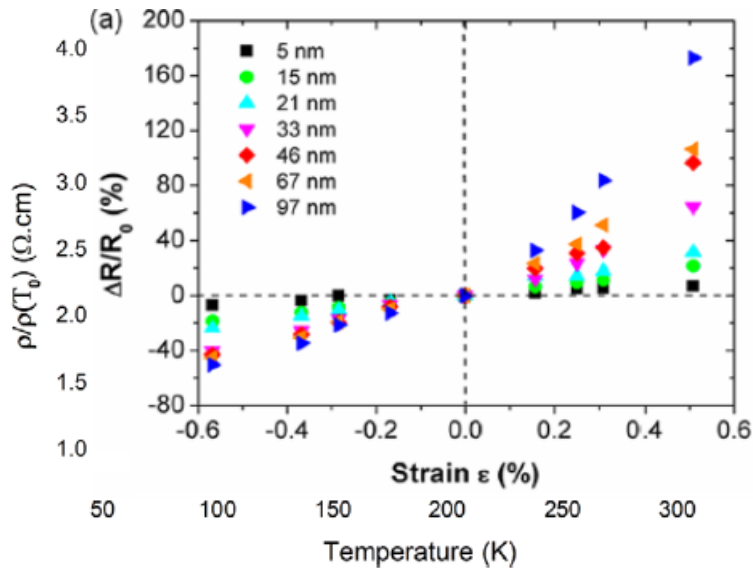 (a)
200
160
120
80
40
0
-40
-80
ΔR/R₀ (%)
5 nm
15 nm
21 nm
33 nm
46 nm
67 nm
97 nm
4.0
3.5
3.0
2.5
2.0
1.5
1.0
ρ/ρ(T₀) (Ω.cm)
-0.6 -0.4 -0.2 0.0 0.2 0.4 0.6
Strain ε (%)
50 100 150 200 250 300
Temperature (K)